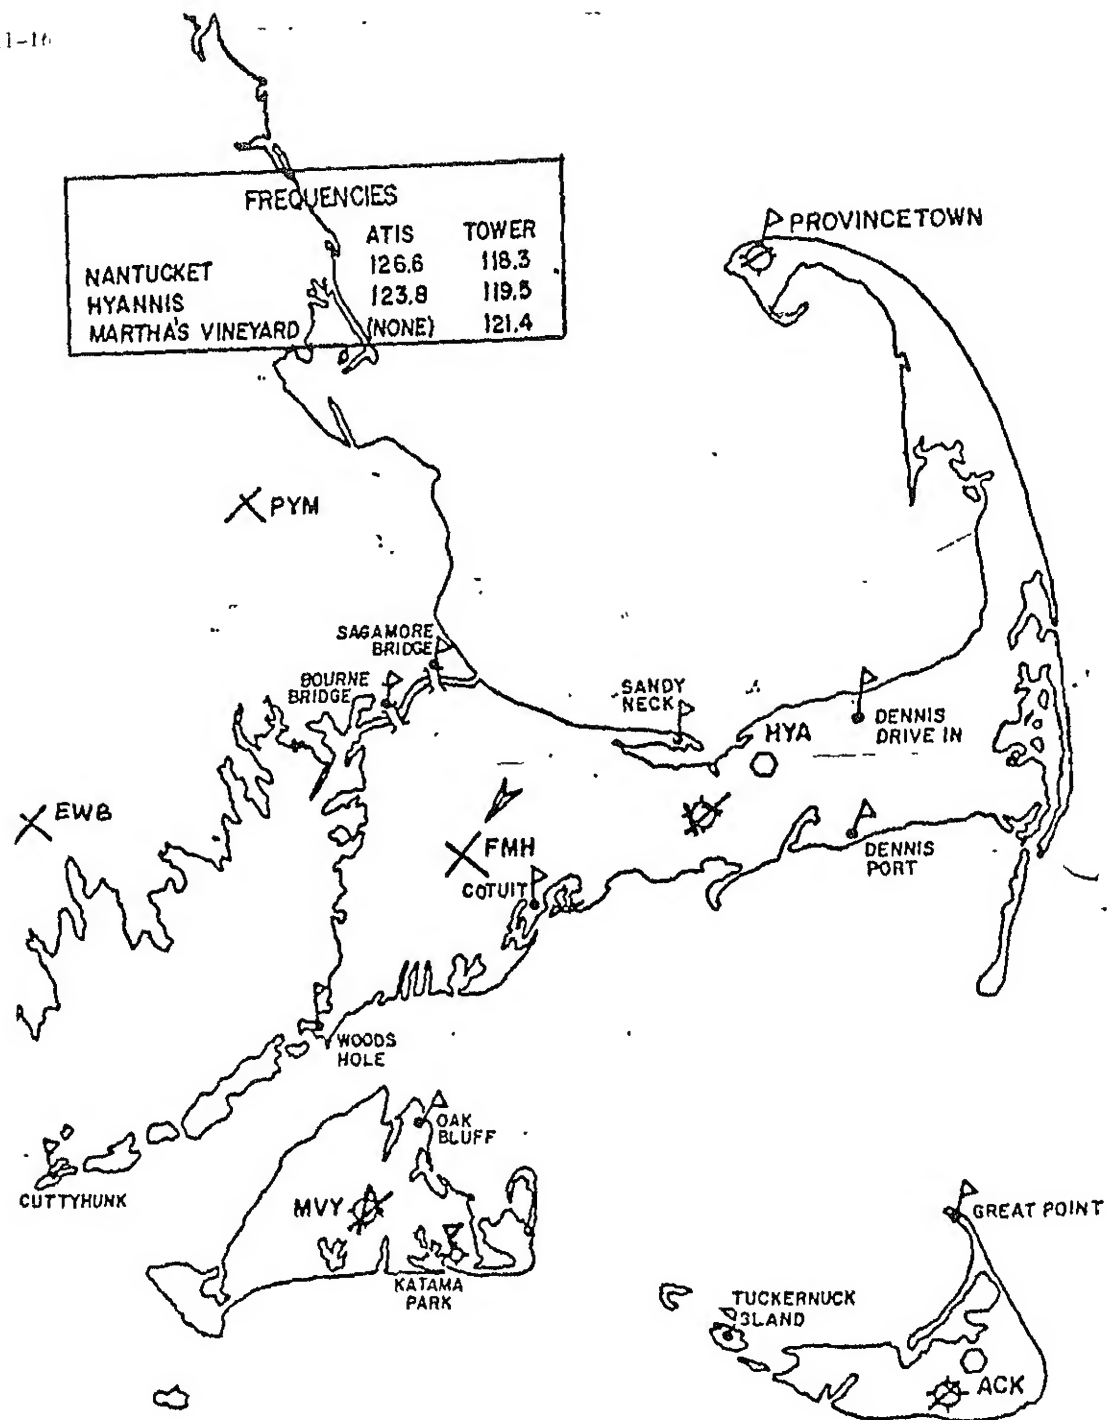 FREQUENCIES
ATIS TOWER
NANTUCKET 126.6 118.3
HYANNIS 123.8 119.5
MARTHA'S VINEYARD (NONE) 121.4
PROVINCETOWN
PYM
SAGAMORE
BRIDGE
BOURNE
BRIDGE
SANDY
NECK
HYA
DENNIS
DRIVE IN
EWB
FMH
COTUIT
DENNIS
PORT
WOODS
HOLE
OAK
BLUFF
CUTTYHUNK
MVY
KATAMA
PARK
GREAT POINT
TUCKERNUCK
ISLAND
ACK